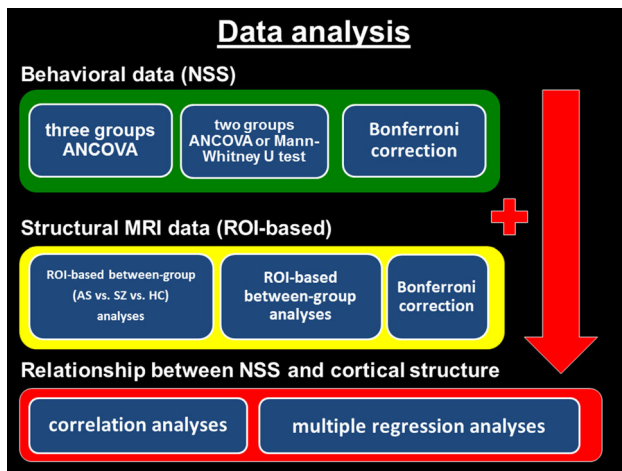 Data analysis
Behavioral data (NSS)
three groups
ANCOVA
two groups
ANCOVA or Mann-
Whitney U test
Bonferroni
correction
Structural MRI data (ROI-based)
ROI-based between-group
(AS vs. SZ vs. HC)
analyses
ROI-based
between-group
analyses
Bonferroni
correction
Relationship between NSS and cortical structure
correlation analyses
multiple regression analyses